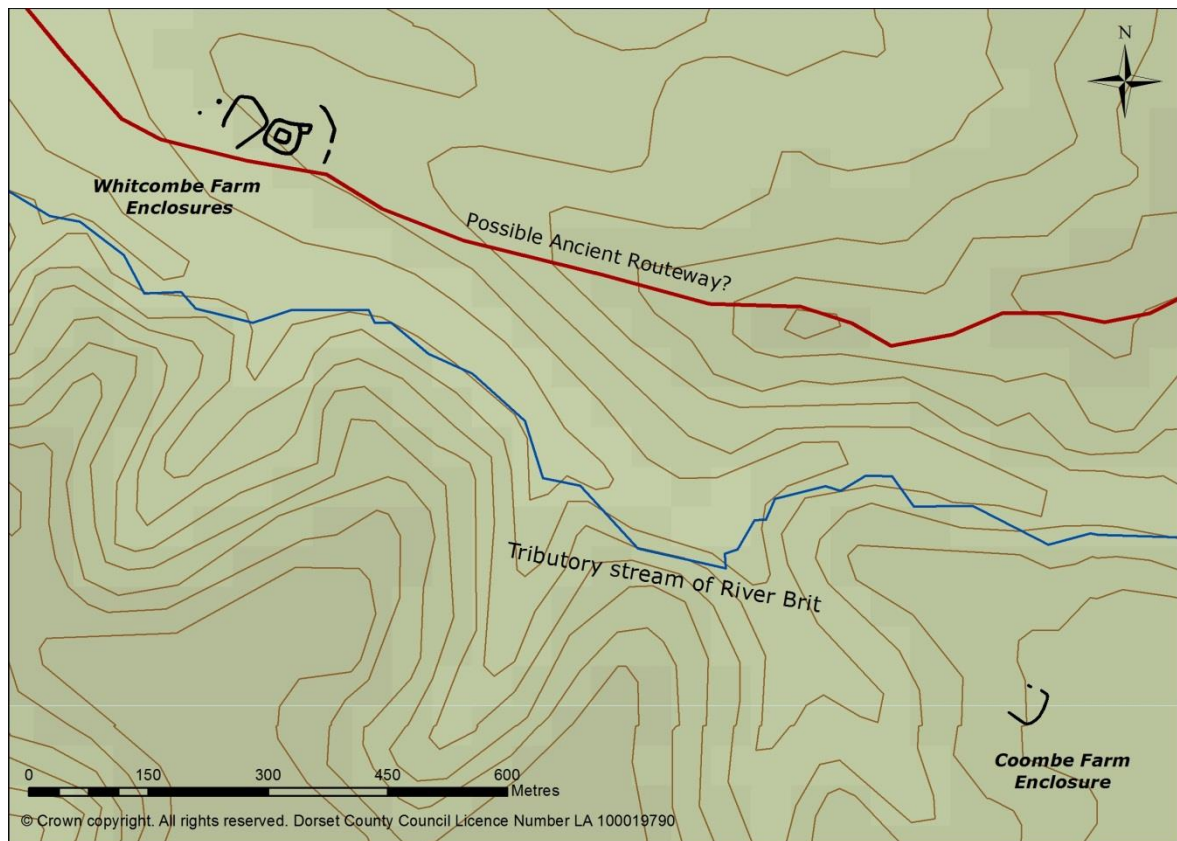 N
Whitcombe Farm
Enclosures
Possible Ancient Routeway?
Tributory stream of River Brit
Coombe Farm
Enclosure
0 150 300 450 600
Metres
© Crown copyright. All rights reserved. Dorset County Council Licence Number LA 100019790